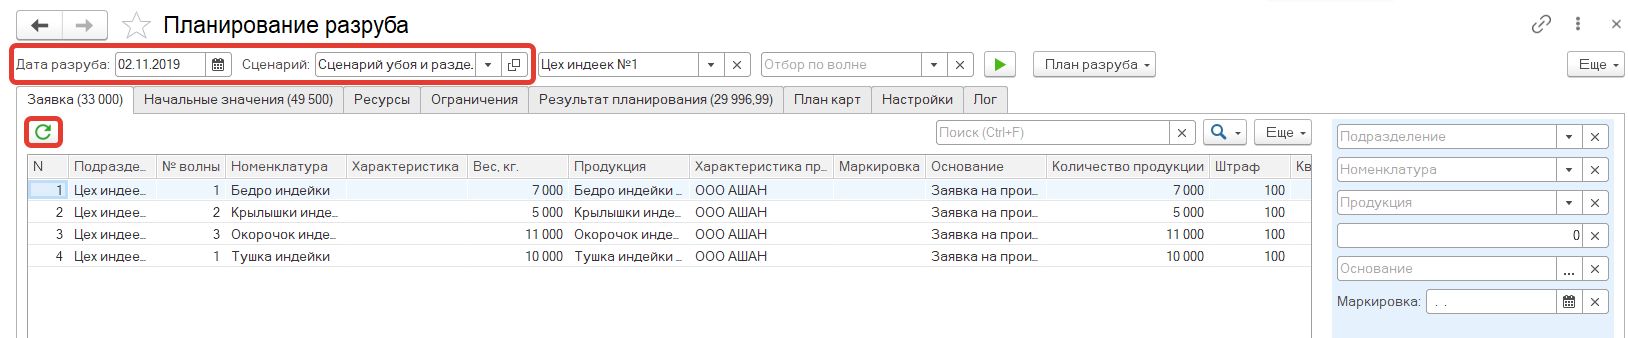 Планирование разруба
Дата разруба: 02.11.2019 Сценарий: Сценарий убоя и разде.. Цех индеек №1 Отбор по волне План разруба Еще
Заявка (33 000) Начальные значения (49 500) Ресурсы Ограничения Результат планирования (29 996,99) План карт Настройки Лог
Поиск (Ctrl+F) Еще
N Подразде... № волны Номенклатура Характеристика Вес, кг. Продукция Характеристика пр... Маркировка Основание Количество продукции Штраф Кв
1 Цех индее... 1 Бедро индейки 7 000 Бедро индейки ... ООО АШАН Заявка на прои... 7 000 100
2 Цех индее... 2 Крылышки инде... 5 000 Крылышки инде... ООО АШАН Заявка на прои... 5 000 100
3 Цех индее... 3 Окорочок инде... 11 000 Окорочок инде... ООО АШАН Заявка на прои... 11 000 100
4 Цех индее... 1 Тушка индейки 10 000 Тушка индейки ... ООО АШАН Заявка на прои... 10 000 100
Подразделение
Номенклатура
Продукция
0
Основание ...
Маркировка: . .